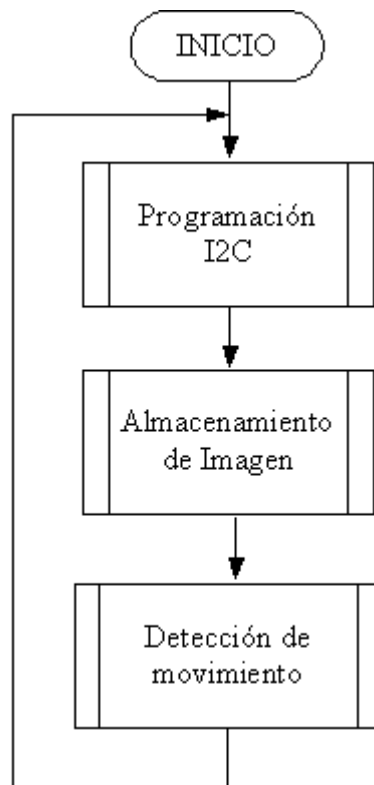 INICIO
Programación
I2C
Almacenamiento
de Imagen
Detección de
movimiento